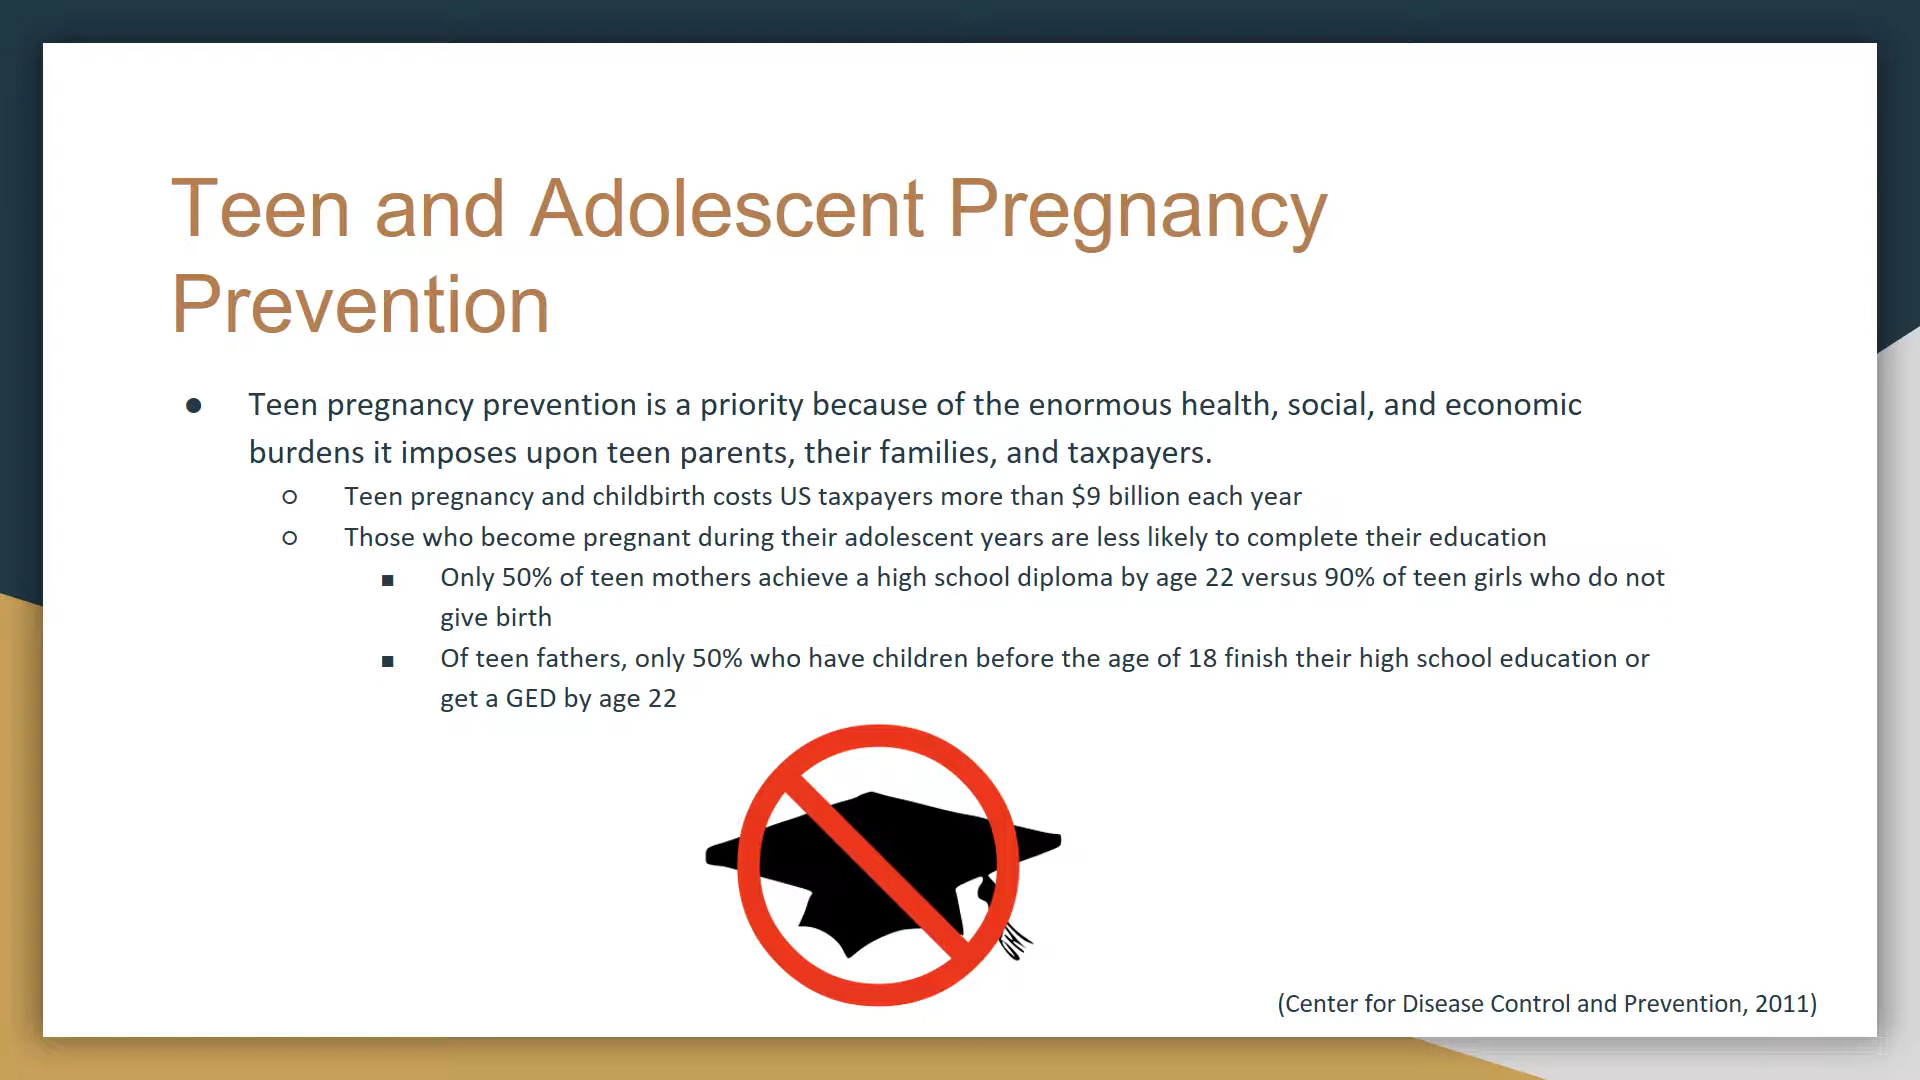 Teen and Adolescent Pregnancy
Prevention
● Teen pregnancy prevention is a priority because of the enormous health, social, and economic
burdens it imposes upon teen parents, their families, and taxpayers.
○ Teen pregnancy and childbirth costs US taxpayers more than $9 billion each year
○ Those who become pregnant during their adolescent years are less likely to complete their education
■ Only 50% of teen mothers achieve a high school diploma by age 22 versus 90% of teen girls who do not
give birth
■ Of teen fathers, only 50% who have children before the age of 18 finish their high school education or
get a GED by age 22
(Center for Disease Control and Prevention, 2011)